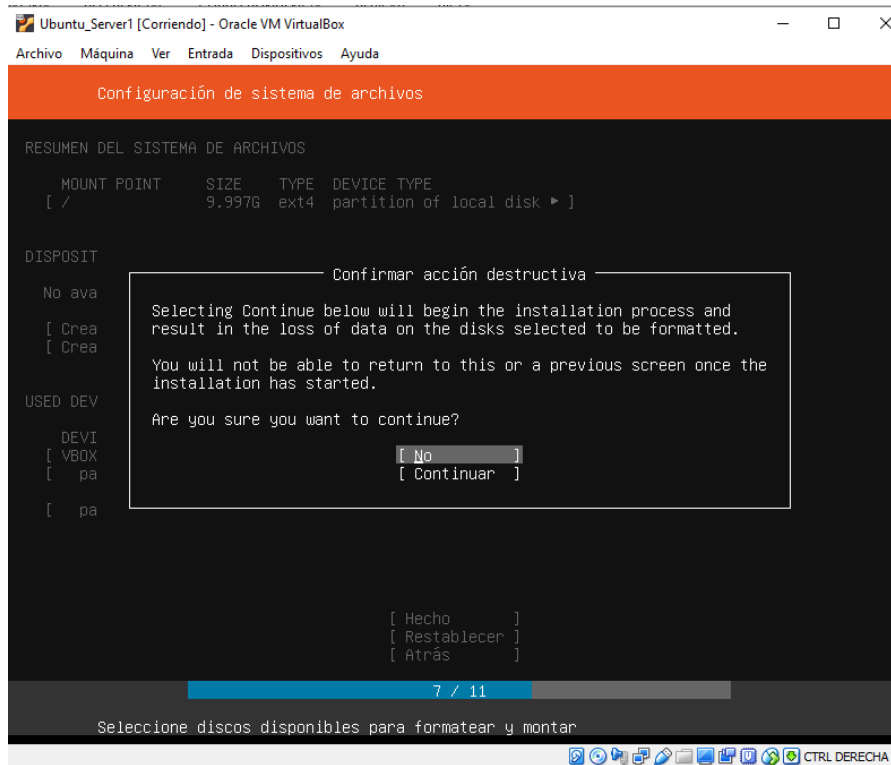 Ubuntu_Server1 [Corriendo] - Oracle VM VirtualBox
Archivo Máquina Ver Entrada Dispositivos Ayuda
Configuración de sistema de archivos
RESUMEN DEL SISTEMA DE ARCHIVOS
MOUNT POINT SIZE TYPE DEVICE TYPE
[ / 9.997G ext4 partition of local disk ▸ ]
DISPOSIT
No ava
[ Crea
[ Crea
USED DEV
DEVI
[ VBOX
[ pa
[ pa
Confirmar acción destructiva
Selecting Continue below will begin the installation process and
result in the loss of data on the disks selected to be formatted.
You will not be able to return to this or a previous screen once the
installation has started.
Are you sure you want to continue?
[ No ]
[ Continuar ]
[ Hecho ]
[ Restablecer ]
[ Atrás ]
7 / 11
Seleccione discos disponibles para formatear y montar
CTRL DERECHA